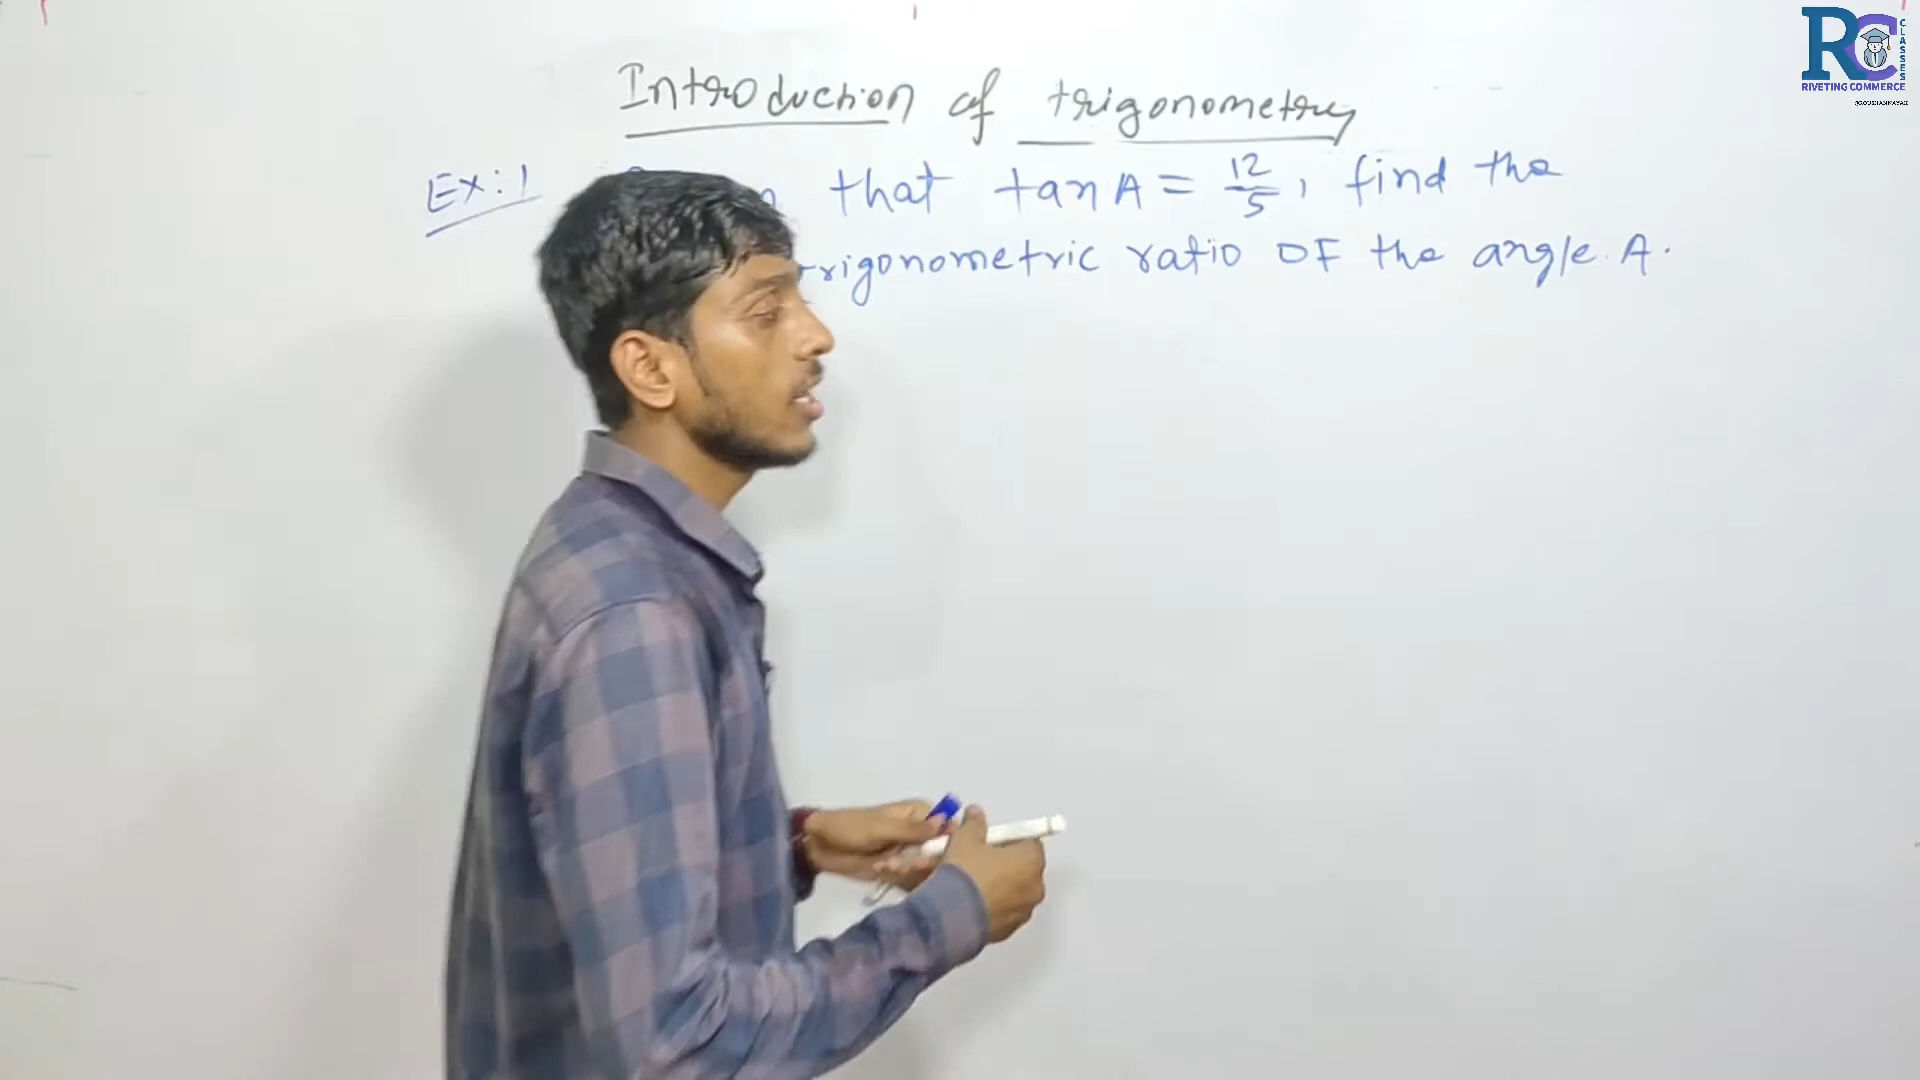 Introduction of trigonometry
Ex:1 that tan A = 12/5, find the
trigonometric ratio OF the angle A.
RC CLASSES
RIVETING COMMERCE